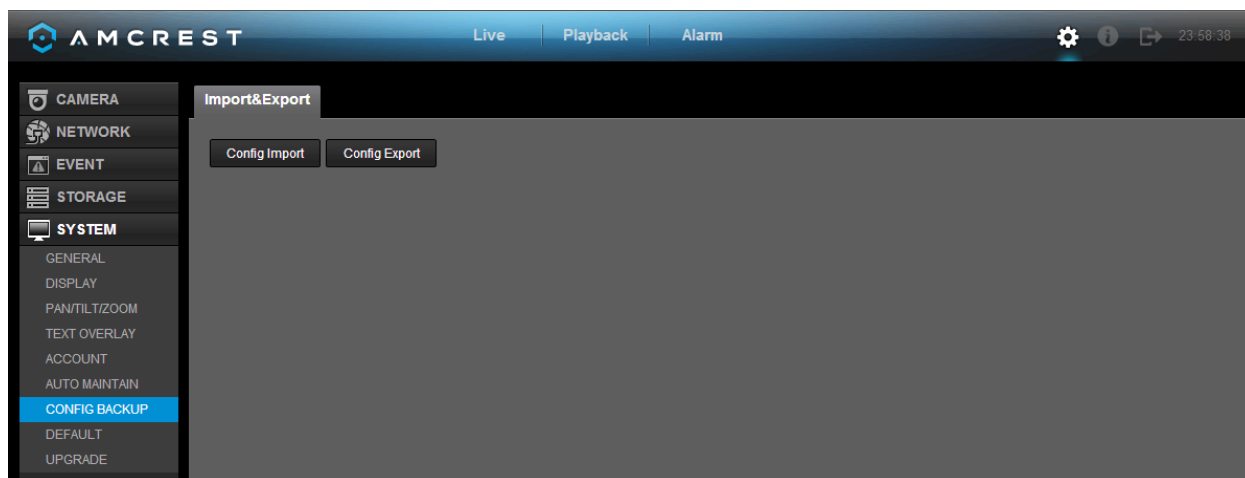 AMCREST Live Playback Alarm 23:58:38
CAMERA
NETWORK
EVENT
STORAGE
SYSTEM
GENERAL
DISPLAY
PAN/TILT/ZOOM
TEXT OVERLAY
ACCOUNT
AUTO MAINTAIN
CONFIG BACKUP
DEFAULT
UPGRADE
Import&Export
Config Import Config Export